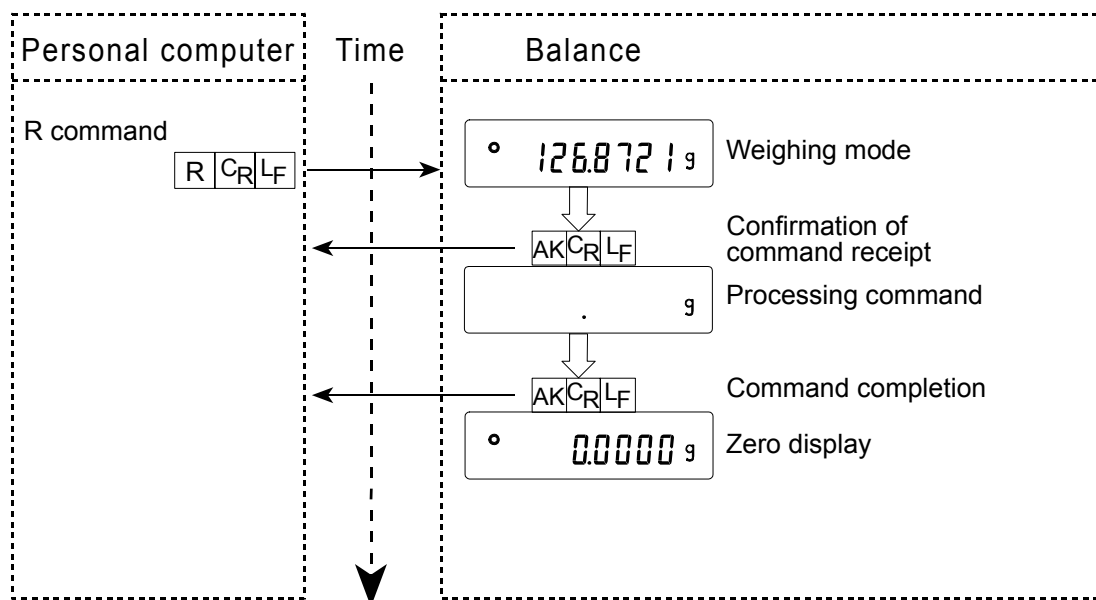 Personal computer Time Balance
R command
126.8721 g Weighing mode
R CR LF
Confirmation of
command receipt
AK CR LF
. g Processing command
Command completion
AK CR LF
0.0000 g Zero display